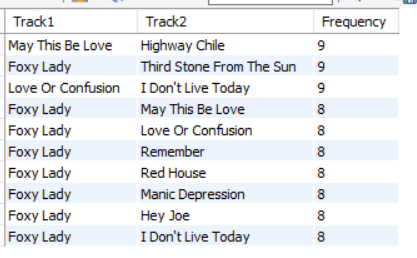 Track1 Track2 Frequency
May This Be Love Highway Chile 9
Foxy Lady Third Stone From The Sun 9
Love Or Confusion I Don't Live Today 9
Foxy Lady May This Be Love 8
Foxy Lady Love Or Confusion 8
Foxy Lady Remember 8
Foxy Lady Red House 8
Foxy Lady Manic Depression 8
Foxy Lady Hey Joe 8
Foxy Lady I Don't Live Today 8